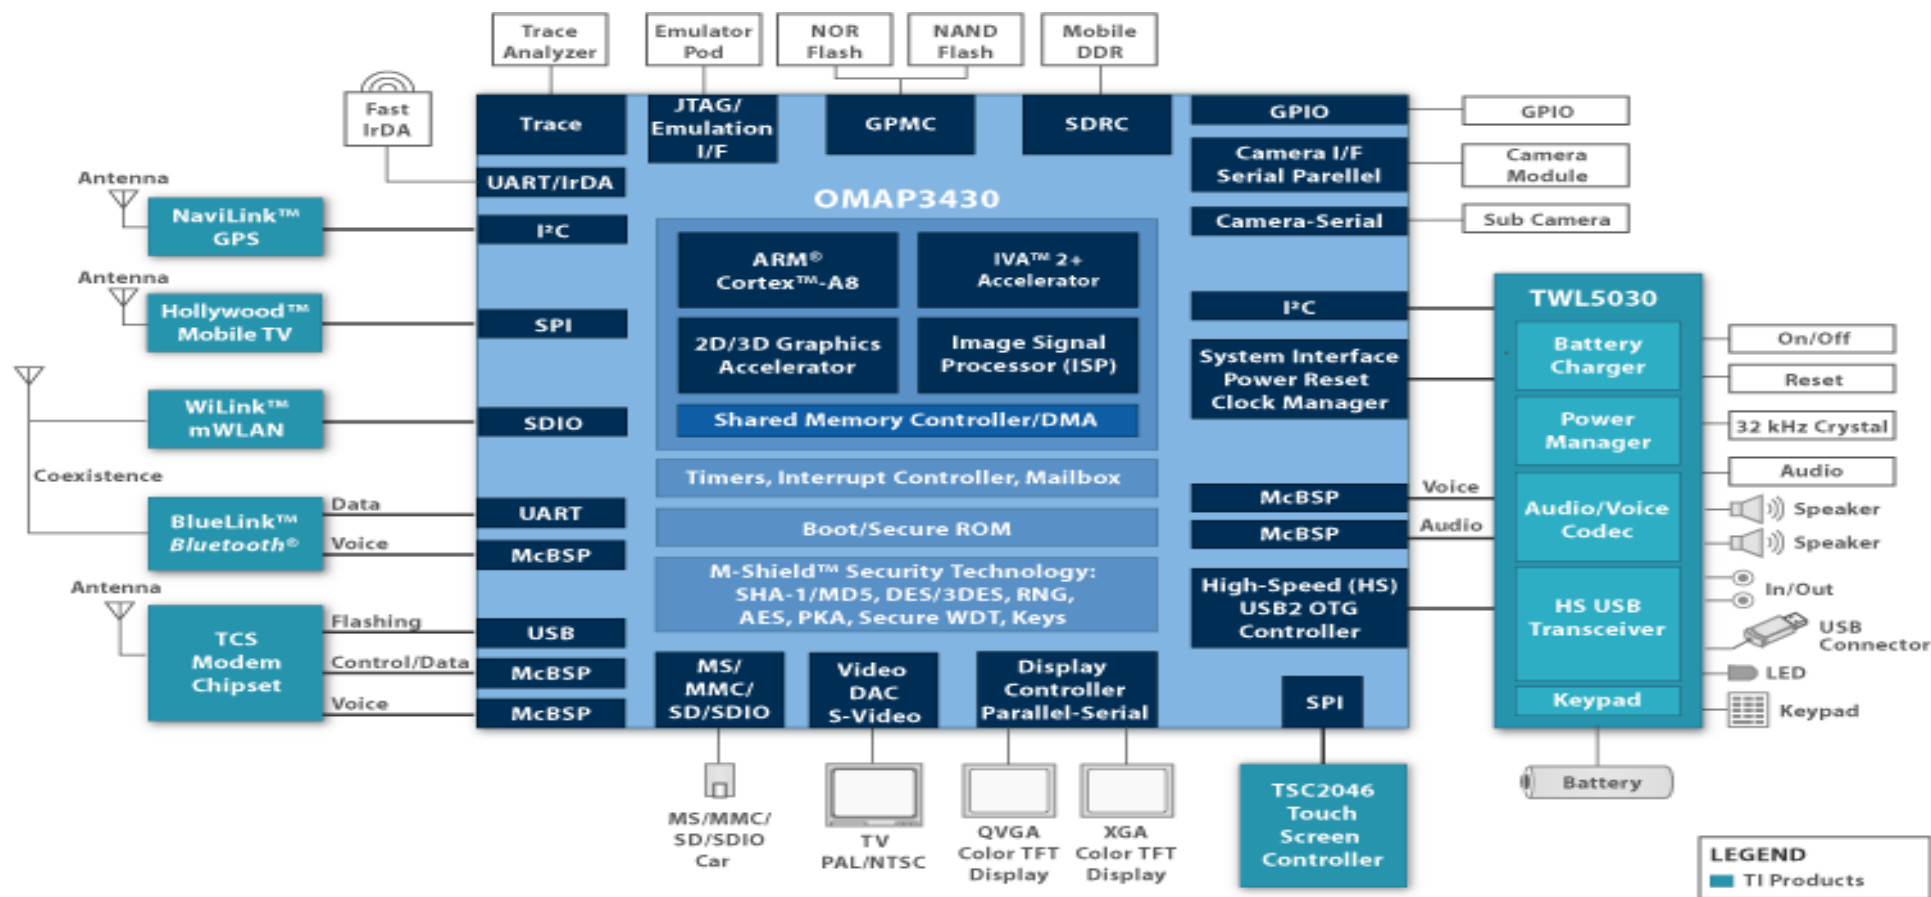 Trace
Analyzer
Emulator
Pod
NOR
Flash
NAND
Flash
Mobile
DDR
Fast
IrDA
Trace
JTAG/
Emulation
I/F
GPMC
SDRC
GPIO
GPIO
Camera I/F
Serial Parellel
Camera
Module
UART/IrDA
OMAP3430
Camera-Serial
Sub Camera
Antenna
NaviLink™
GPS
I²C
ARM®
Cortex™-A8
IVA™ 2+
Accelerator
Antenna
Hollywood™
Mobile TV
SPI
2D/3D Graphics
Accelerator
Image Signal
Processor (ISP)
I²C
System Interface
Power Reset
Clock Manager
TWL5030
Battery
Charger
On/Off
Reset
WiLink™
mWLAN
SDIO
Shared Memory Controller/DMA
Power
Manager
32 kHz Crystal
Coexistence
Timers, Interrupt Controller, Mailbox
Audio
BlueLink™
Bluetooth®
Data
Voice
UART
McBSP
Boot/Secure ROM
McBSP
McBSP
Voice
Audio
Audio/Voice
Codec
Speaker
Speaker
Antenna
M-Shield™ Security Technology:
SHA-1/MD5, DES/3DES, RNG,
AES, PKA, Secure WDT, Keys
High-Speed (HS)
USB2 OTG
Controller
HS USB
Transceiver
In/Out
USB
Connector
LED
TCS
Modem
Chipset
Flashing
Control/Data
Voice
USB
McBSP
McBSP
MS/
MMC/
SD/SDIO
Video
DAC
S-Video
Display
Controller
Parallel-Serial
SPI
Keypad
Keypad
Battery
MS/MMC/
SD/SDIO
Car
TV
PAL/NTSC
QVGA
Color TFT
Display
XGA
Color TFT
Display
TSC2046
Touch
Screen
Controller
LEGEND
TI Products